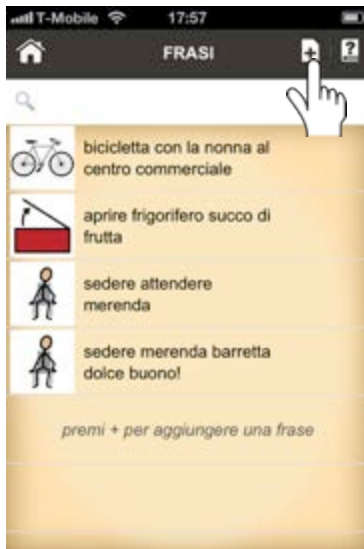 T-Mobile 17:57
FRASI
bicicletta con la nonna al
centro commerciale
aprire frigorifero succo di
frutta
sedere attendere
merenda
sedere merenda barretta
dolce buono!
premi + per aggiungere una frase